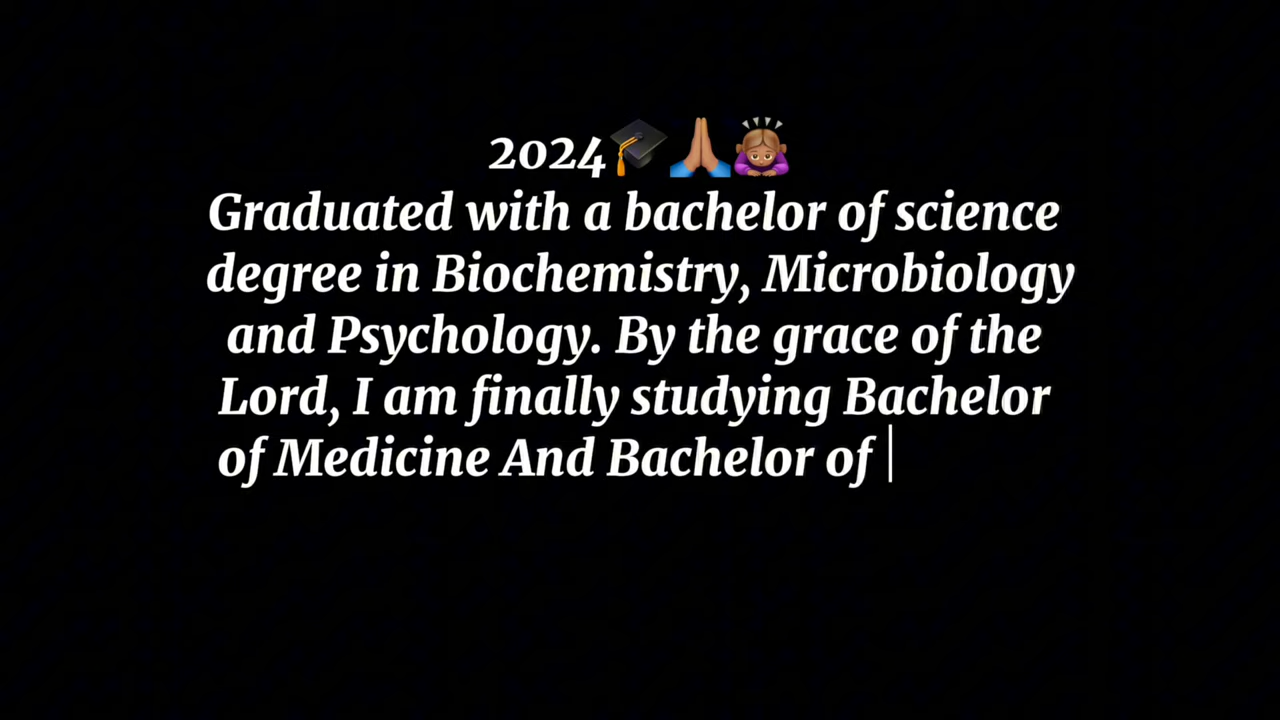 2024🎓🙏🏽🙇🏽‍♀️
Graduated with a bachelor of science
degree in Biochemistry, Microbiology
and Psychology. By the grace of the
Lord, I am finally studying Bachelor
of Medicine And Bachelor of